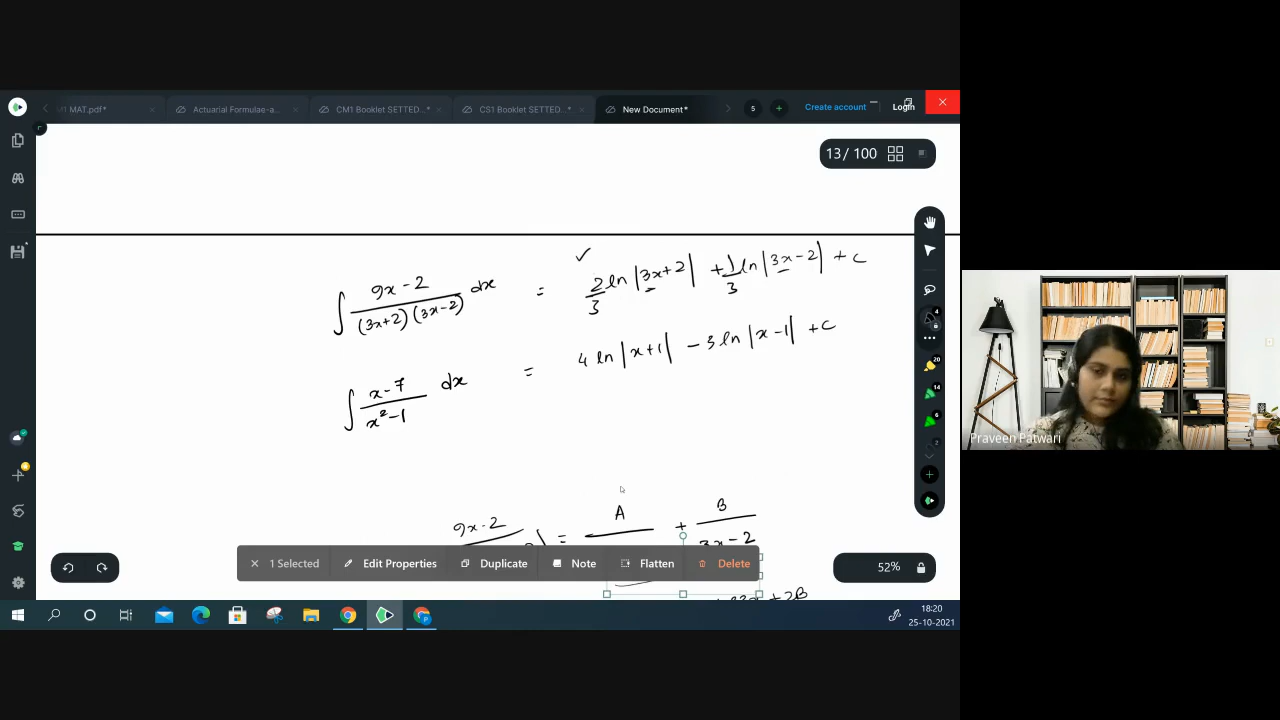 1 MAT.pdf* Actuarial Formulae-a... CM1 Booklet SETTED...* CS1 Booklet SETTED...* New Document* 5 Create account Login
13 / 100
∫ 9x - 2 / (3x+2)(3x-2) dx = 2/3 ln |3x+2| + 1/3 ln |3x-2| + c
∫ x-7 / x² - 1 dx = 4 ln |x+1| - 3 ln |x-1| + c
Praveen Patwari
9x-2 = A + B
3x-2
1 Selected Edit Properties Duplicate Note Flatten Delete
52%
+ 2B
18:20
25-10-2021